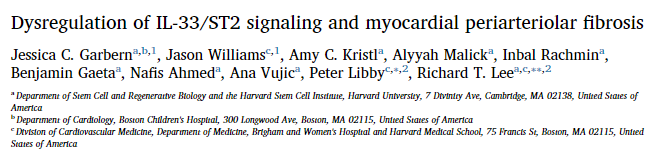 Dysregulation of IL-33/ST2 signaling and myocardial periarteriolar fibrosis
Jessica C. Garbern a,b,1, Jason Williams c,1, Amy C. Kristl a, Alyyah Malick a, Inbal Rachmin a,
Benjamin Gaeta a, Nafis Ahmed a, Ana Vujic a, Peter Libby c,*,2, Richard T. Lee a,c,**,2
a Department of Stem Cell and Regenerative Biology and the Harvard Stem Cell Institute, Harvard University, 7 Divinity Ave, Cambridge, MA 02138, United States of
America
b Department of Cardiology, Boston Children's Hospital, 300 Longwood Ave, Boston, MA 02115, United States of America
c Division of Cardiovascular Medicine, Department of Medicine, Brigham and Women's Hospital and Harvard Medical School, 75 Francis St, Boston, MA 02115, United
States of America